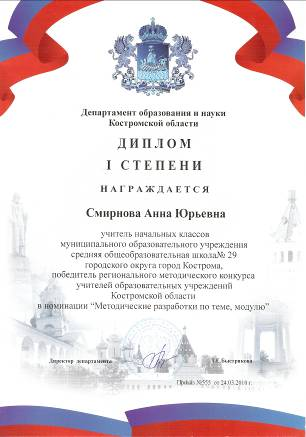 Департамент образования и науки
Костромской области
ДИПЛОМ
I СТЕПЕНИ
НАГРАЖДАЕТСЯ
Смирнова Анна Юрьевна
учитель начальных классов
муниципального образовательного учреждения
средняя общеобразовательная школа№ 29
городского округа город Кострома,
победитель регионального методического конкурса
учителей образовательных учреждений
Костромской области
в номинации “Методические разработки по теме, модулю”
Директор департамента Т.Е.Быстрякова
Приказ №555 от 24.03.2010 г.